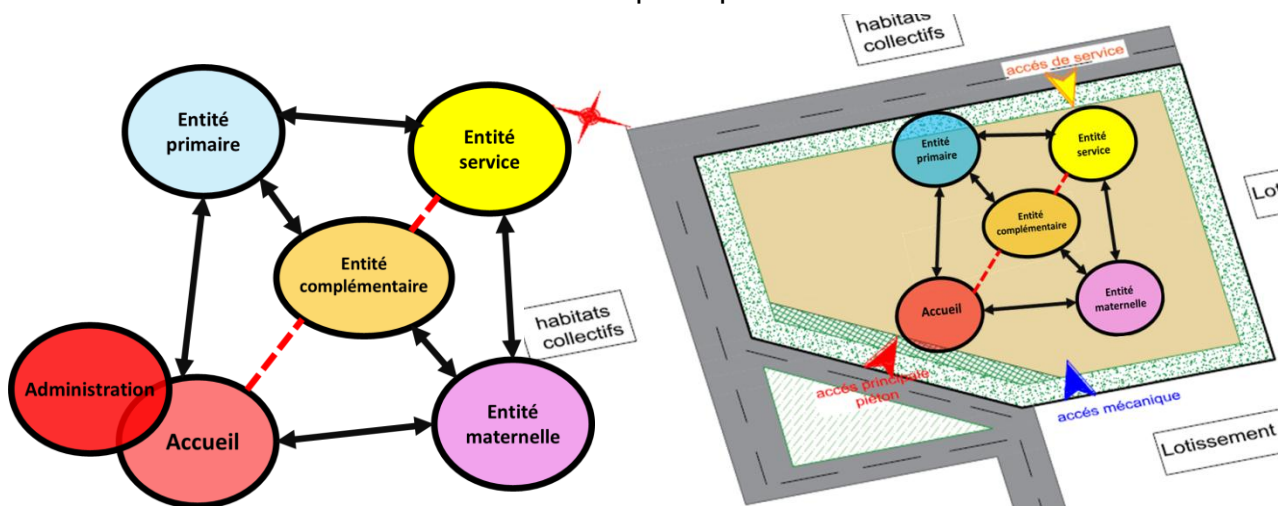 Entité
primaire
Entité
service
Entité
complémentaire
Administration
Accueil
Entité
maternelle
habitats
collectifs
habitats
collectifs
accés de service
Entité
primaire
Entité
service
Entité
complémentaire
Accueil
Entité
maternelle
accés principale
piéton
accés mécanique
Lotissement